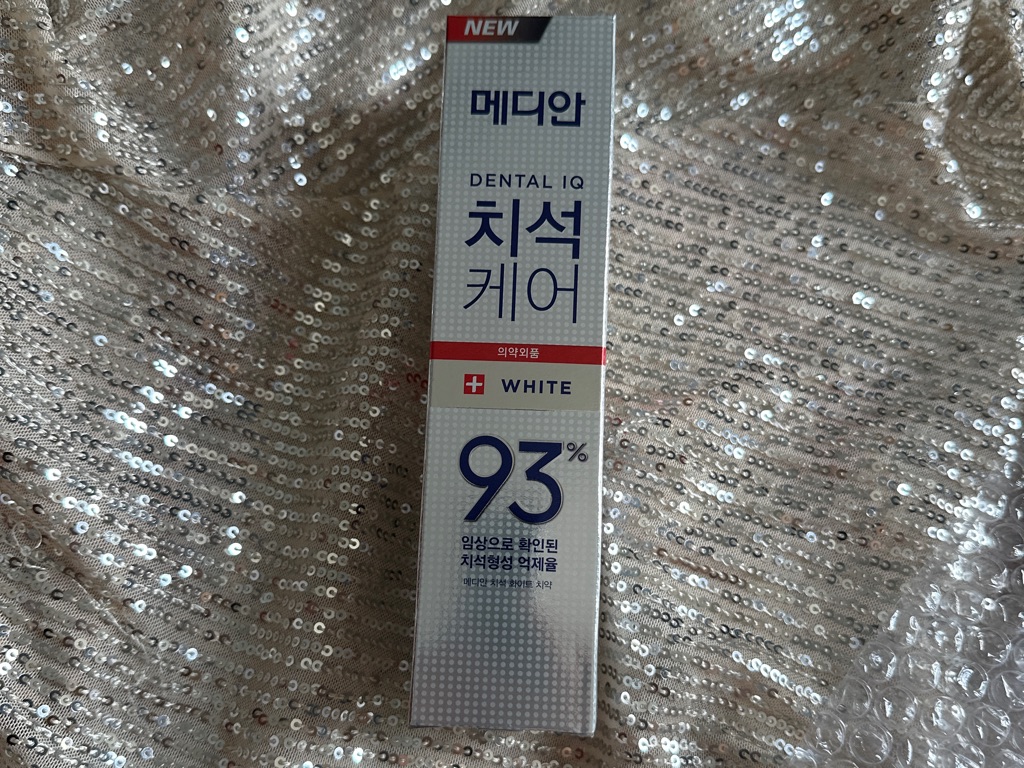 NEW
메디안
DENTAL IQ
치석
케어
의약외품
WHITE
93%
임상으로 확인된
치석형성 억제율
메디안 치석 화이트 치약